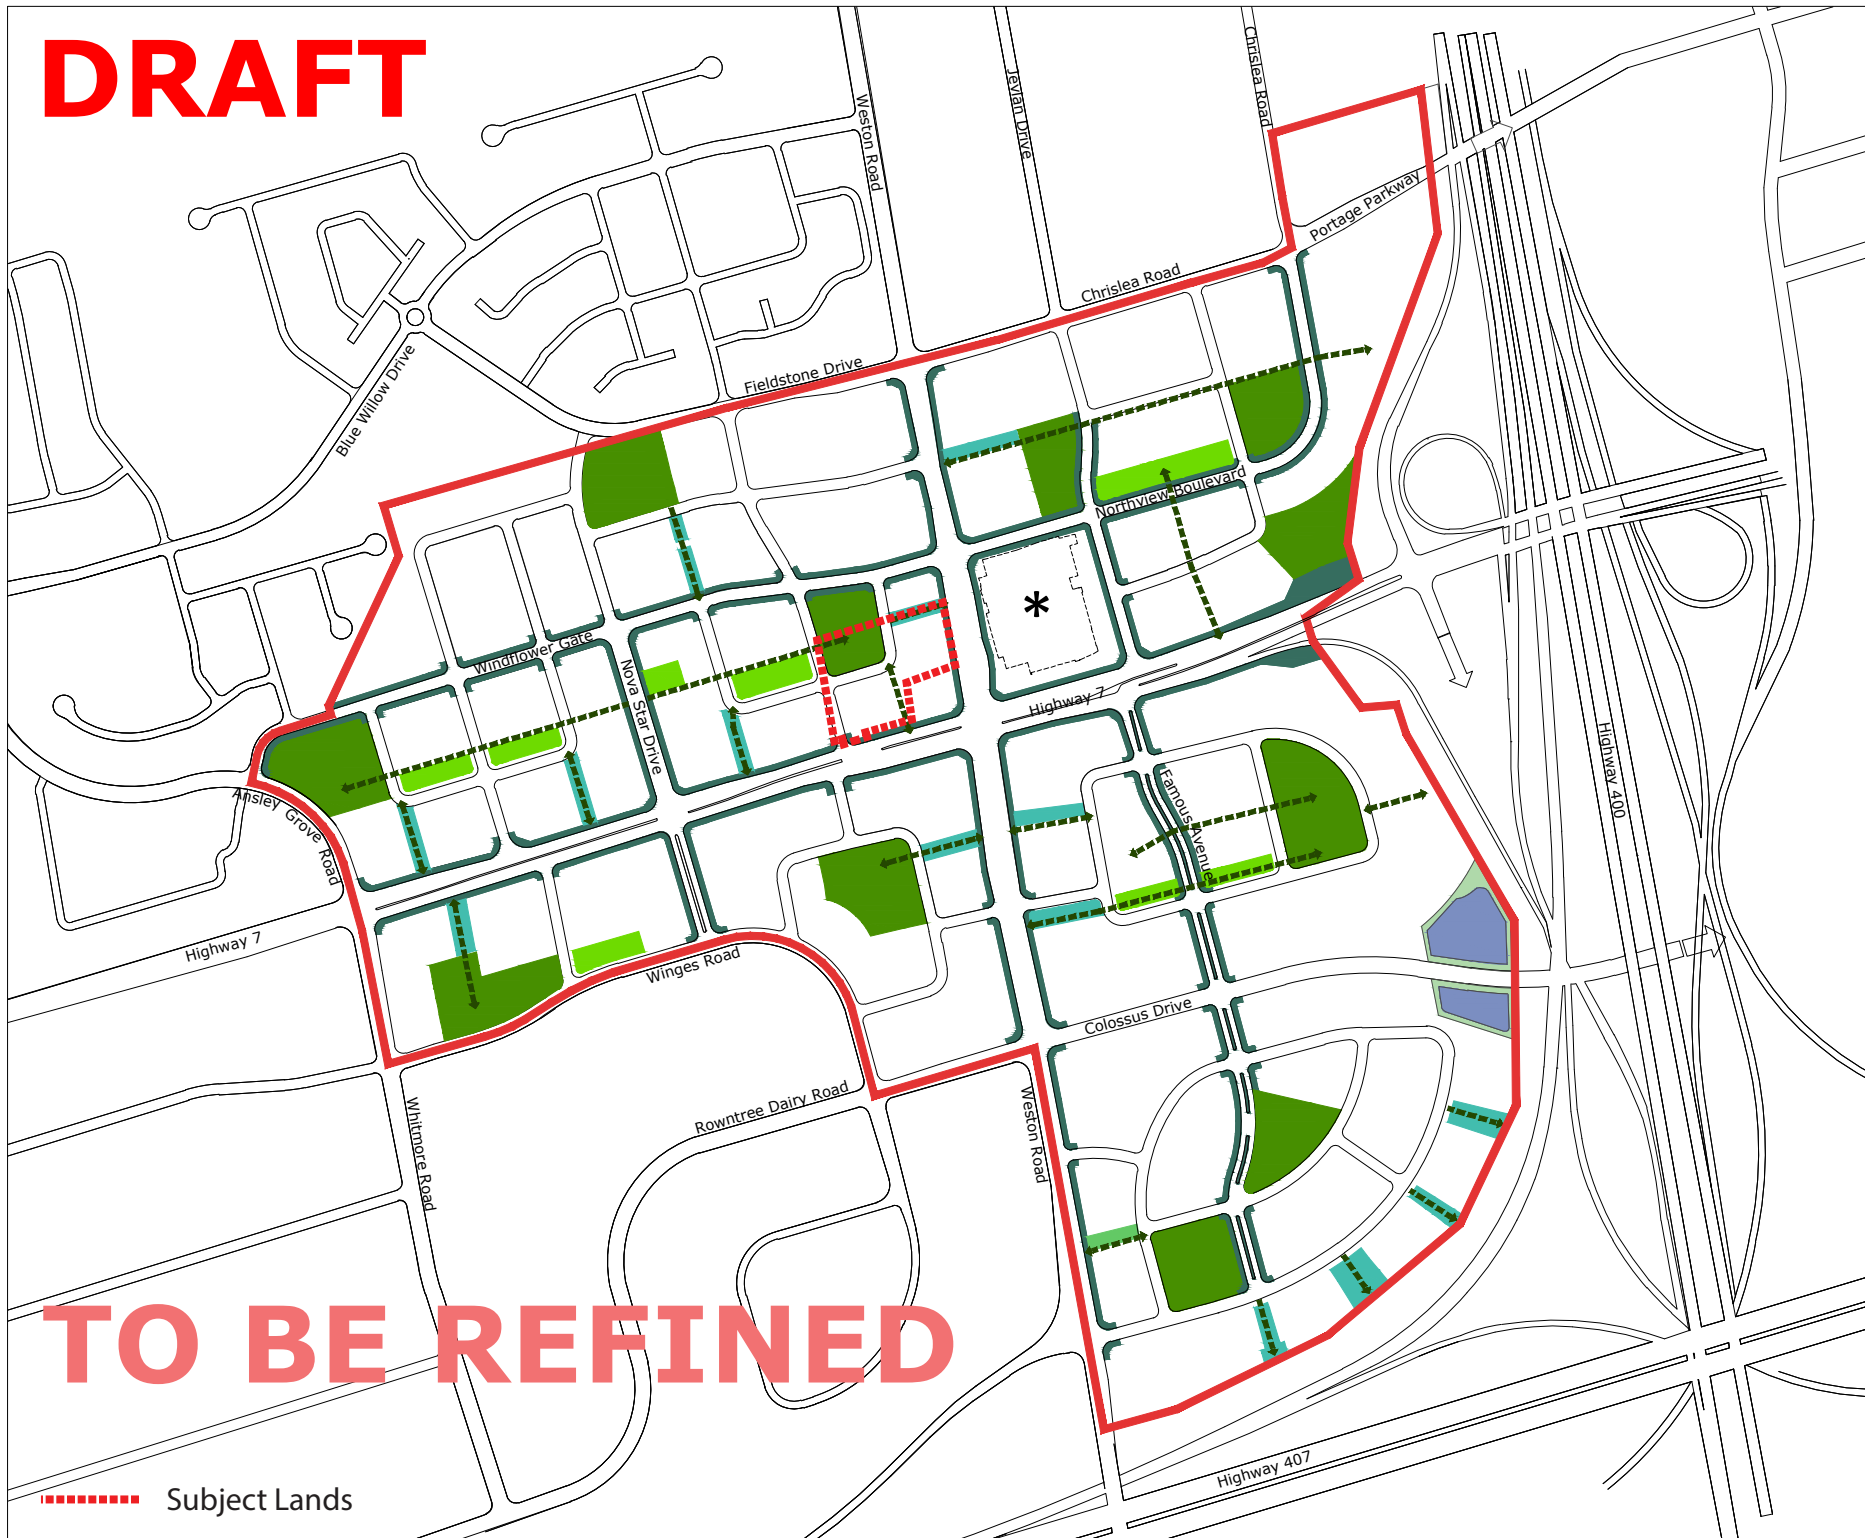 DRAFT
Weston Road
Jevlan Drive
Chrislea Road
Portage Parkway
Chrislea Road
Fieldstone Drive
Blue Willow Drive
Northview Boulevard
*
Windflower Gate
Nova Star Drive
Highway 7
Highway 400
Famous Avenue
Ansley Grove Road
Highway 7
Winges Road
Colossus Drive
Rowntree Dairy Road
Whitmore Road
Weston Road
TO BE REFINED
Highway 407
Subject Lands